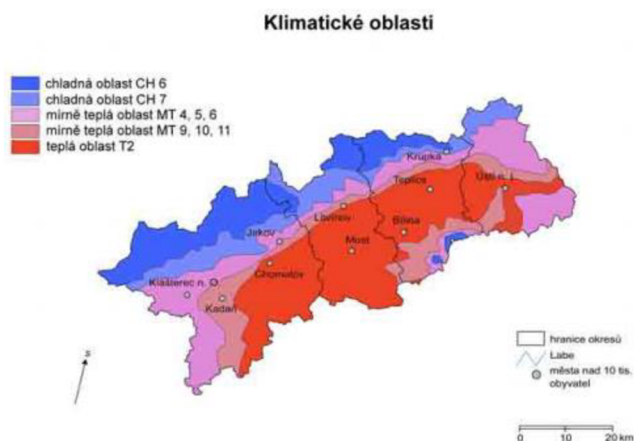 Klimatické oblasti
chladná oblast CH 6
chladná oblast CH 7
mírně teplá oblast MT 4, 5, 6
mírně teplá oblast MT 9, 10, 11
teplá oblast T2
Krupka
Teplice
Ústí n. L.
Litvínov
Bílina
Jirkov
Most
Chomutov
Klášterec n. O.
Kadaň
hranice okresů
Labe
města nad 10 tis.
obyvatel
S
0 10 20 km